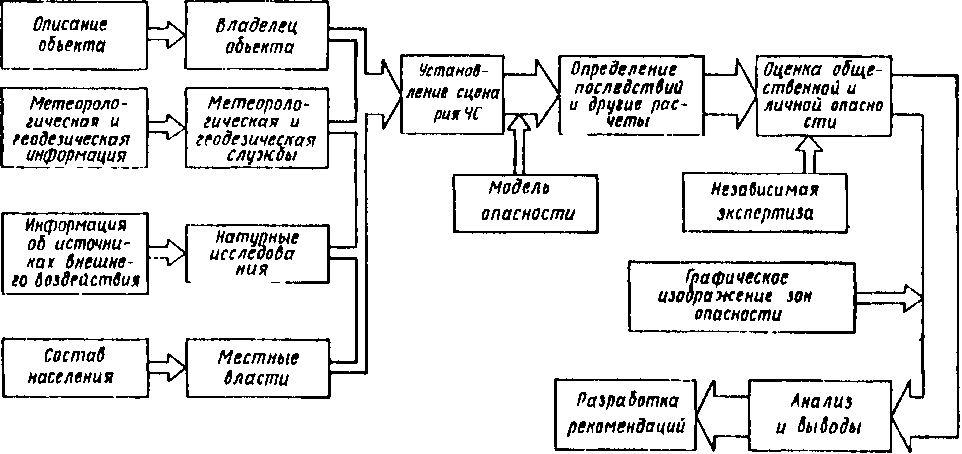 Описание
объекта
Владелец
объекта
Метеороло-
гическая и
геодезическая
информация
Метеороло-
гическая и
геодезическая
службы
Информация
об источни-
ках внешне-
го воздействия
Натурные
исследова
ния
Состав
населения
Местные
власти
Установ-
ление сцена
рия ЧС
Модель
опасности
Определение
последствий
и другие рас-
четы
Оценка обще-
ственной и
личной опасно
сти
Независимая
экспертиза
Графическое
изображение зон
опасности
Анализ
и выводы
Разработка
рекомендаций